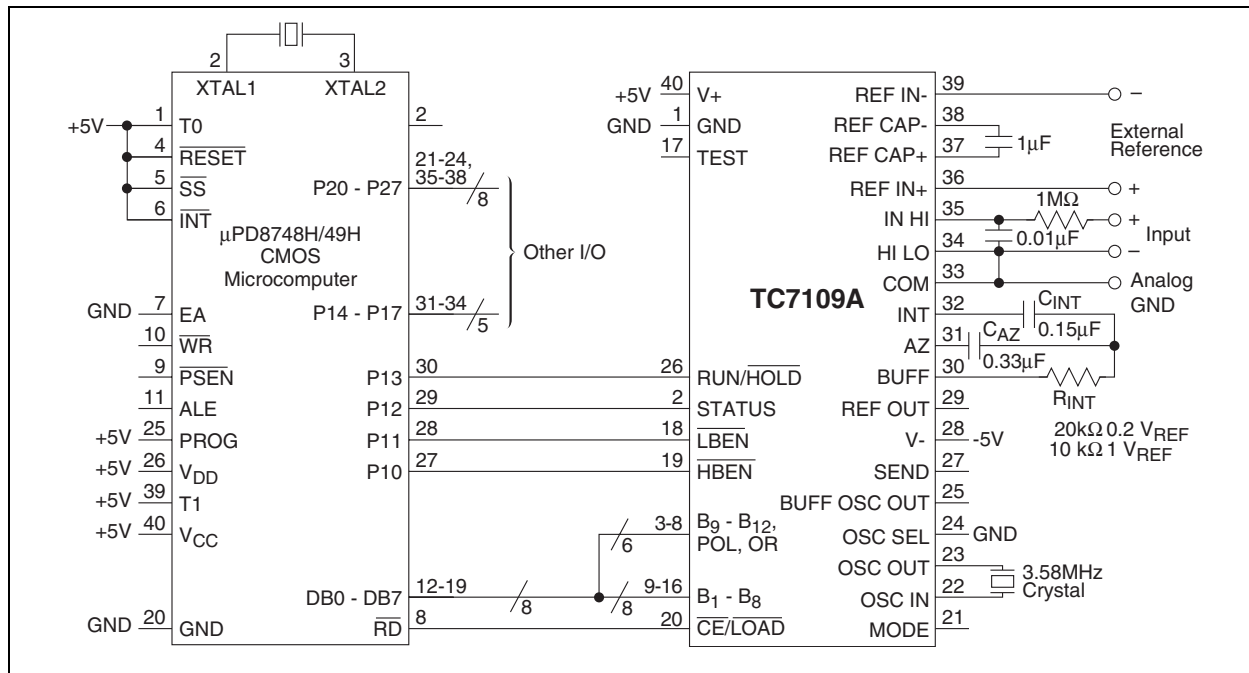 2
3
XTAL1 XTAL2
+5V
1 T0
4 RESET
5 SS
6 INT
µPD8748H/49H
CMOS
Microcomputer
GND 7 EA
10 WR
9 PSEN
11 ALE
+5V 25 PROG
+5V 26 VDD
+5V 39 T1
+5V 40 VCC
GND 20 GND
2
21-24,
P20 - P27 35-38
8
Other I/O
P14 - P17 31-34
5
P13 30
P12 29
P11 28
P10 27
DB0 - DB7 12-19
8
RD 8
6
8
TC7109A
+5V 40 V+
GND 1 GND
17 TEST
26 RUN/HOLD
2 STATUS
18 LBEN
19 HBEN
3-8 B9 - B12,
POL, OR
9-16 B1 - B8
20 CE/LOAD
REF IN- 39 –
REF CAP- 38
1µF
REF CAP+ 37
External
Reference
REF IN+ 36 +
IN HI 35 1MΩ +
0.01µF
Input
HI LO 34 –
COM 33 Analog
GND
INT 32 CINT
0.15µF
AZ 31 CAZ
0.33µF
BUFF 30
RINT
REF OUT 29
20kΩ 0.2 VREF
10 kΩ 1 VREF
V- 28 -5V
SEND 27
BUFF OSC OUT 25
OSC SEL 24 GND
OSC OUT 23
3.58MHz
Crystal
OSC IN 22
MODE 21